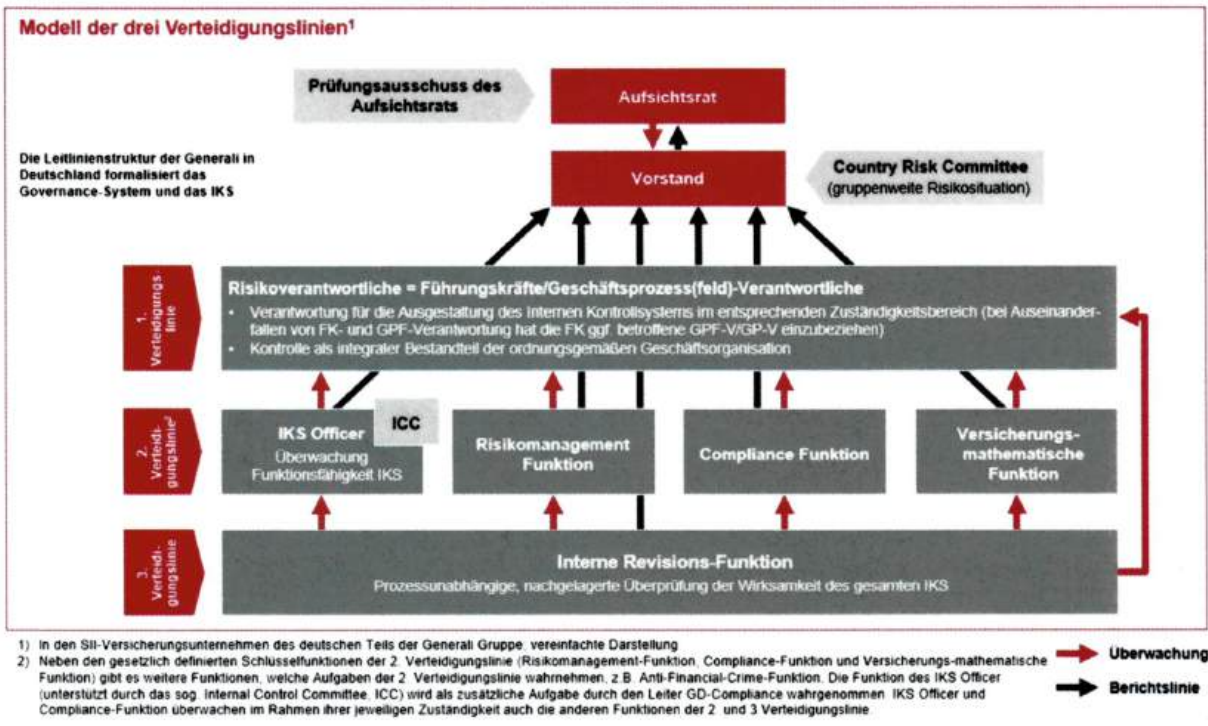 Modell der drei Verteidigungslinien¹
Prüfungsausschuss des
Aufsichtsrats
Aufsichtsrat
Die Leitlinienstruktur der Generali in
Deutschland formalisiert das
Governance-System und das IKS
Vorstand
Country Risk Committee
(gruppenweite Risikosituation)
1.
Verteidigungs-
linie
Risikoverantwortliche = Führungskräfte/Geschäftsprozess(feld)-Verantwortliche
• Verantwortung für die Ausgestaltung des Internen Kontrollsystems im entsprechenden Zuständigkeitsbereich (bei Auseinander-
fallen von FK- und GPF-Verantwortung hat die FK ggf. betroffene GPF-V/GP-V einzubeziehen)
• Kontrolle als integraler Bestandteil der ordnungsgemäßen Geschäftsorganisation
2.
Verteidi-
gungslinie²
IKS Officer
Überwachung
Funktionsfähigkeit IKS
ICC
Risikomanagement
Funktion
Compliance Funktion
Versicherungs-
mathematische
Funktion
3.
Verteidi-
gungslinie
Interne Revisions-Funktion
Prozessunabhängige, nachgelagerte Überprüfung der Wirksamkeit des gesamten IKS
1) In den SII-Versicherungsunternehmen des deutschen Teils der Generali Gruppe, vereinfachte Darstellung
2) Neben den gesetzlich definierten Schlüsselfunktionen der 2. Verteidigungslinie (Risikomanagement-Funktion, Compliance-Funktion und Versicherungs-mathematische
Funktion) gibt es weitere Funktionen, welche Aufgaben der 2. Verteidigungslinie wahrnehmen, z.B. Anti-Financial-Crime-Funktion. Die Funktion des IKS Officer
(unterstützt durch das sog. Internal Control Committee, ICC) wird als zusätzliche Aufgabe durch den Leiter GD-Compliance wahrgenommen. IKS Officer und
Compliance-Funktion überwachen im Rahmen ihrer jeweiligen Zuständigkeit auch die anderen Funktionen der 2. und 3 Verteidigungslinie.
Überwachung
Berichtslinie